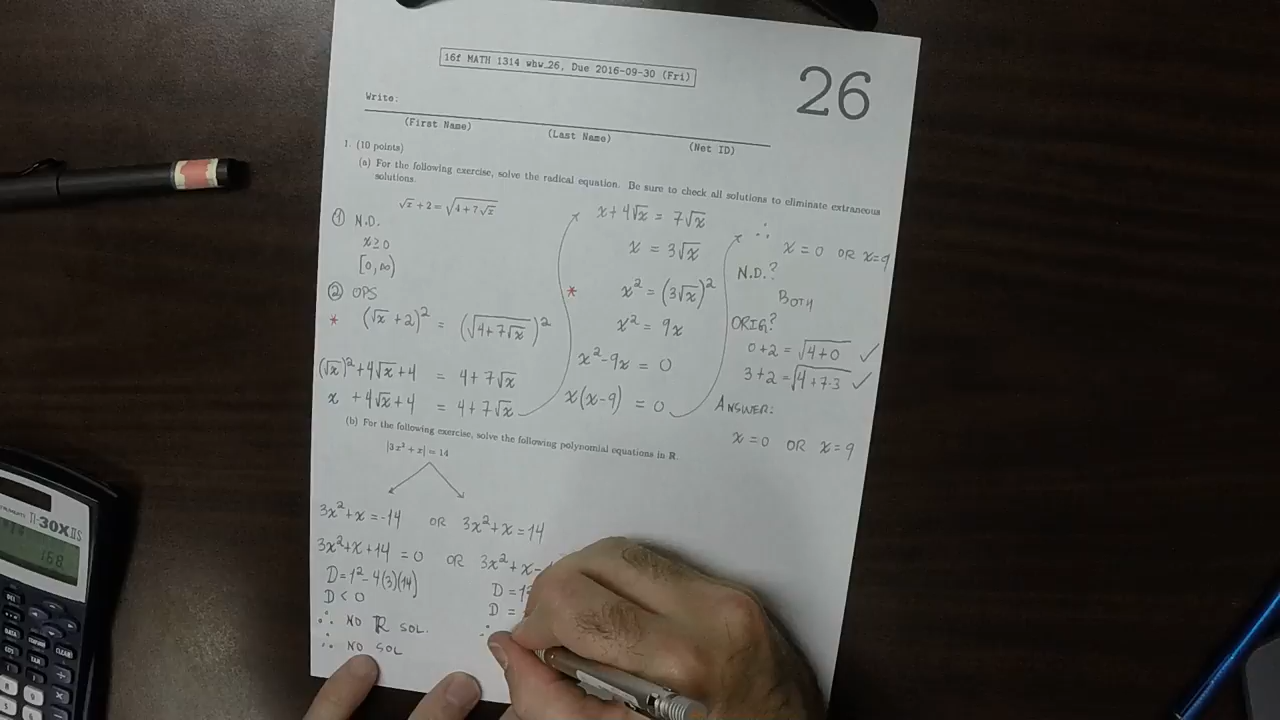 16f MATH 1314 wbw_26, Due 2016-09-30 (Fri)
26
Write:
(First Name) (Last Name) (Net ID)
1. (10 points)
(a) For the following exercise, solve the radical equation. Be sure to check all solutions to eliminate extraneous
solutions.
√x + 2 = √(4 + 7√x)
① N.D.
x ≥ 0
[0, ∞)
② OPS
* (√x + 2)² = (√(4+7√x))²
(√x)² + 4√x + 4 = 4 + 7√x
x + 4√x + 4 = 4 + 7√x
x + 4√x = 7√x
x = 3√x
* x² = (3√x)²
x² = 9x
x² - 9x = 0
x(x-9) = 0
∴
x = 0 OR x = 9
N.D.?
BOTH
ORIG?
0+2 = √(4+0) ✓
3+2 = √(4+7·3) ✓
ANSWER:
x = 0 OR x = 9
(b) For the following exercise, solve the following polynomial equations in ℝ.
|3x² + x| = 14
3x² + x = -14 OR 3x² + x = 14
3x² + x + 14 = 0 OR 3x² + x -
D = 1² - 4(3)(14)
D < 0
∴ NO ℝ SOL.
∴ NO SOL
D = 1²
D =
TI-30X IIS
168